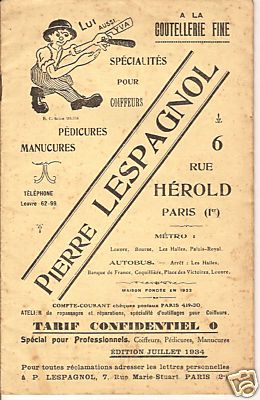 LUI AUSSI Y VA
A LA
COUTELLERIE FINE
SPÉCIALITÉS
POUR
COIFFEURS
PÉDICURES
MANUCURES
TÉLÉPHONE
Louvre 62-99
PIERRE LESPAGNOL
6
RUE
HÉROLD
PARIS (1er)
MÉTRO :
Louvre, Bourse, Les Halles, Palais-Royal.
AUTOBUS. — Arrêt : Les Halles,
Banque de France, Coquillière, Place des Victoires, Louvre.
MAISON FONDÉE EN 1922
COMPTE-COURANT chèques postaux PARIS 419-30
ATELIER de repassages et réparations, spécialité d'outillages pour Coiffeurs.
TARIF CONFIDENTIEL O
Spécial pour Professionnels. Coiffeurs, Pédicures, Manucures
ÉDITION JUILLET 1934
Pour toutes réclamations adresser les lettres personnelles
à P. LESPAGNOL, 7, Rue Marie-Stuart. PARIS